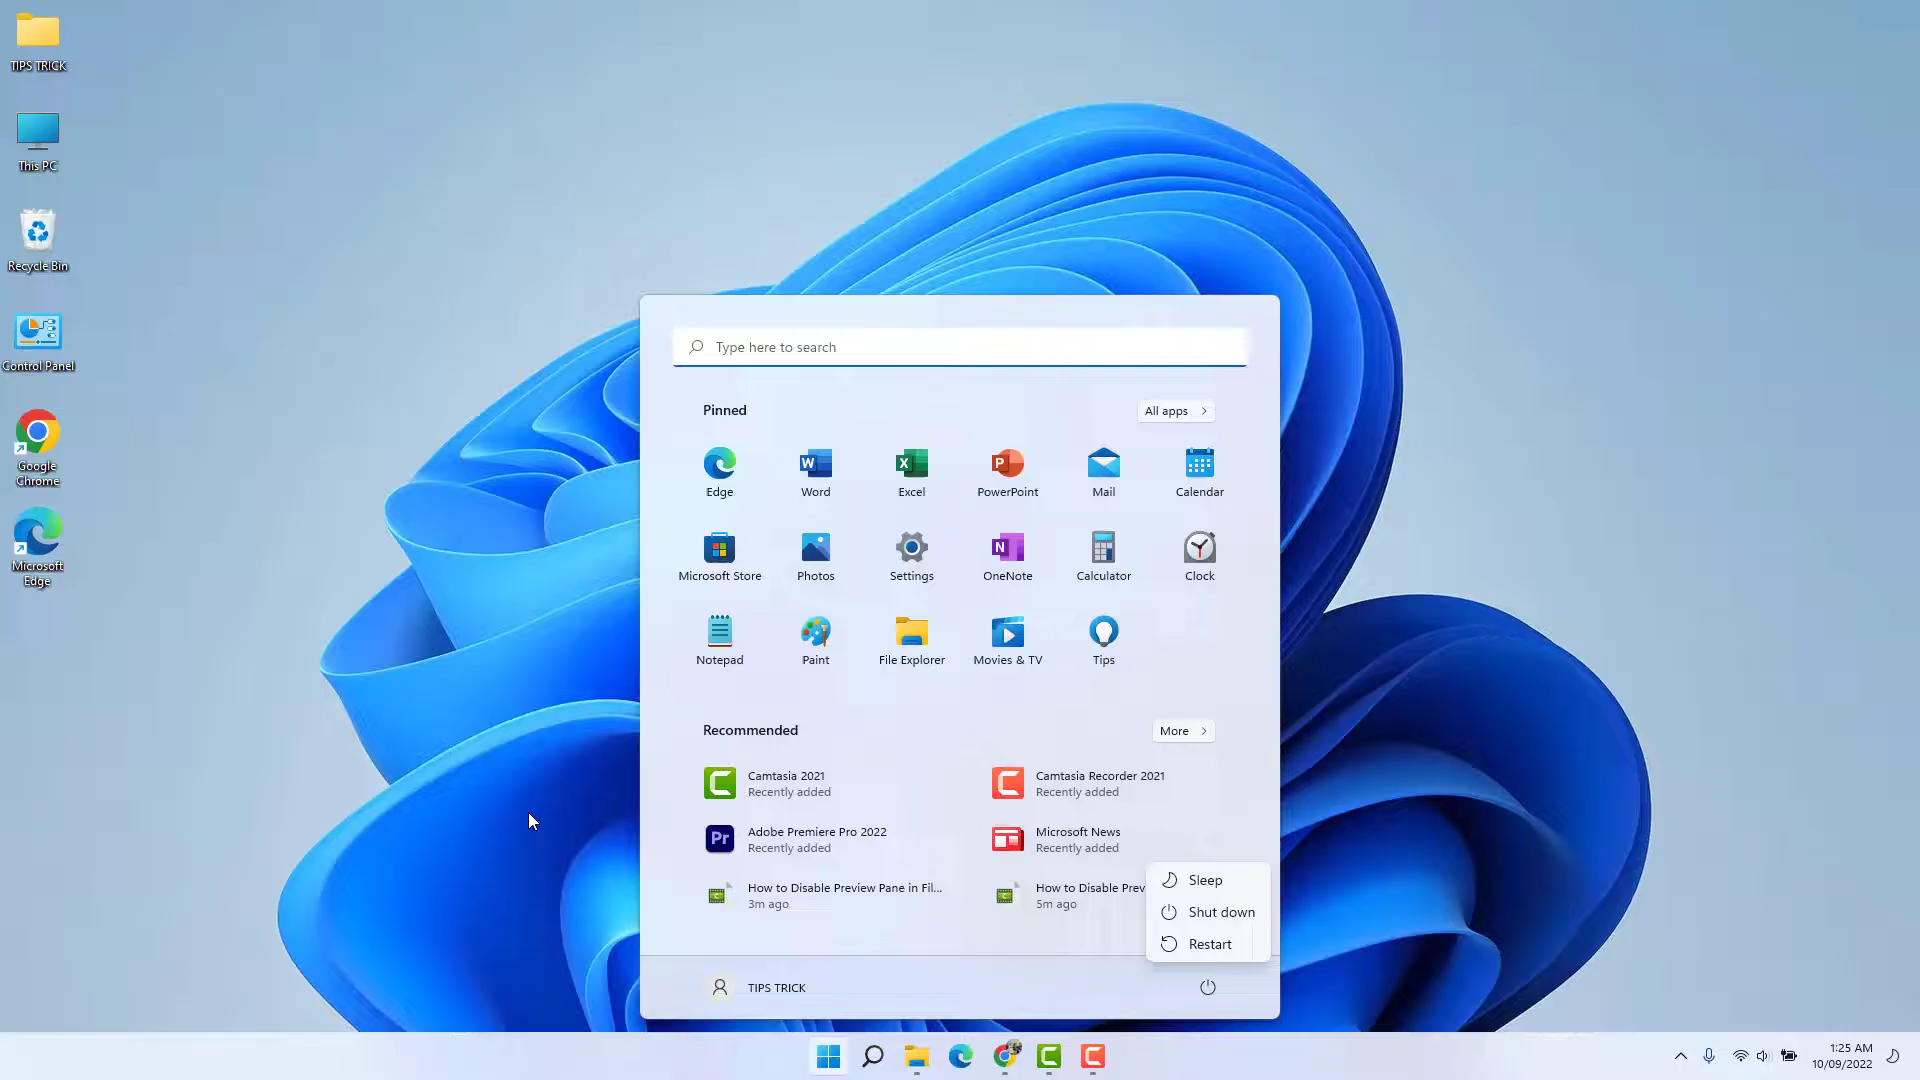 TIPS TRICK
This PC
Recycle Bin
Control Panel
Google
Chrome
Microsoft
Edge
Type here to search
Pinned
All apps
Edge
Word
Excel
PowerPoint
Mail
Calendar
Microsoft Store
Photos
Settings
OneNote
Calculator
Clock
Notepad
Paint
File Explorer
Movies & TV
Tips
Recommended
More
Camtasia 2021
Recently added
Camtasia Recorder 2021
Recently added
Pr
Adobe Premiere Pro 2022
Recently added
Microsoft News
Recently added
How to Disable Preview Pane in Fil...
3m ago
How to Disable Prev
5m ago
Sleep
Shut down
Restart
TIPS TRICK
1:25 AM
10/09/2022